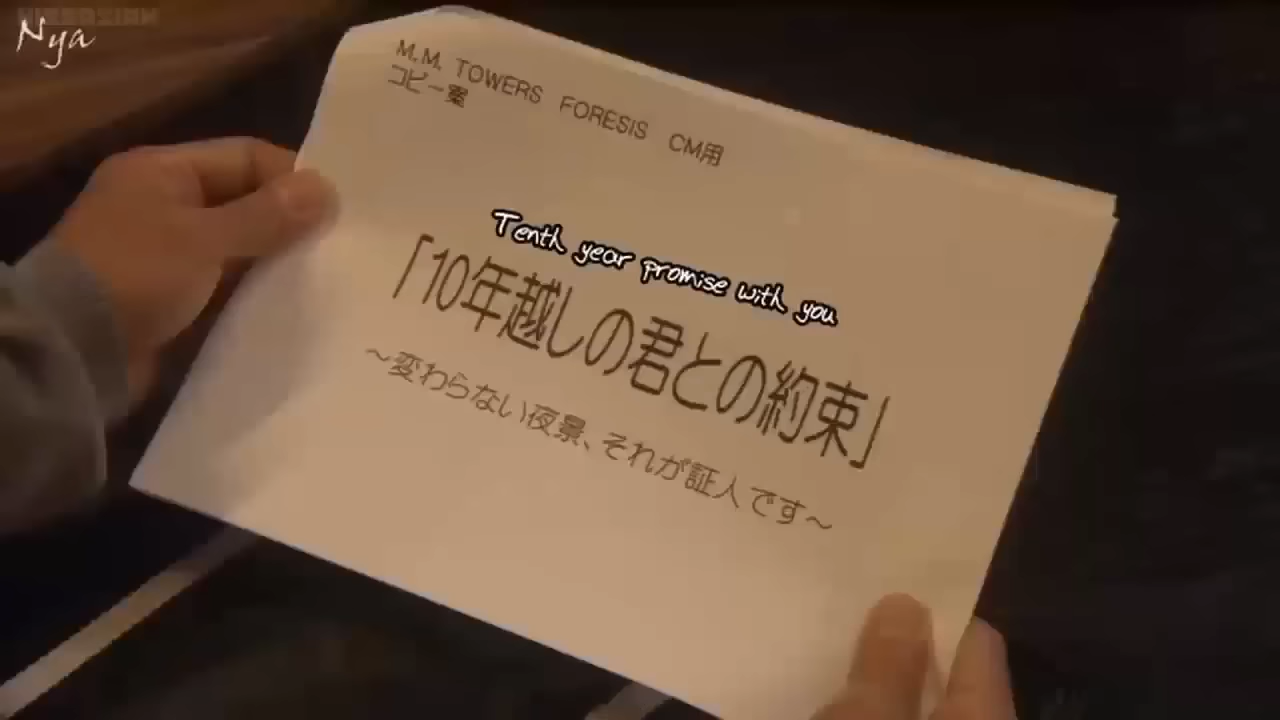 Nya
M.M. TOWERS FORESIS CM用
コピー案
Tenth year promise with you
「10年越しの君との約束」
～変わらない夜景、それが証人です～